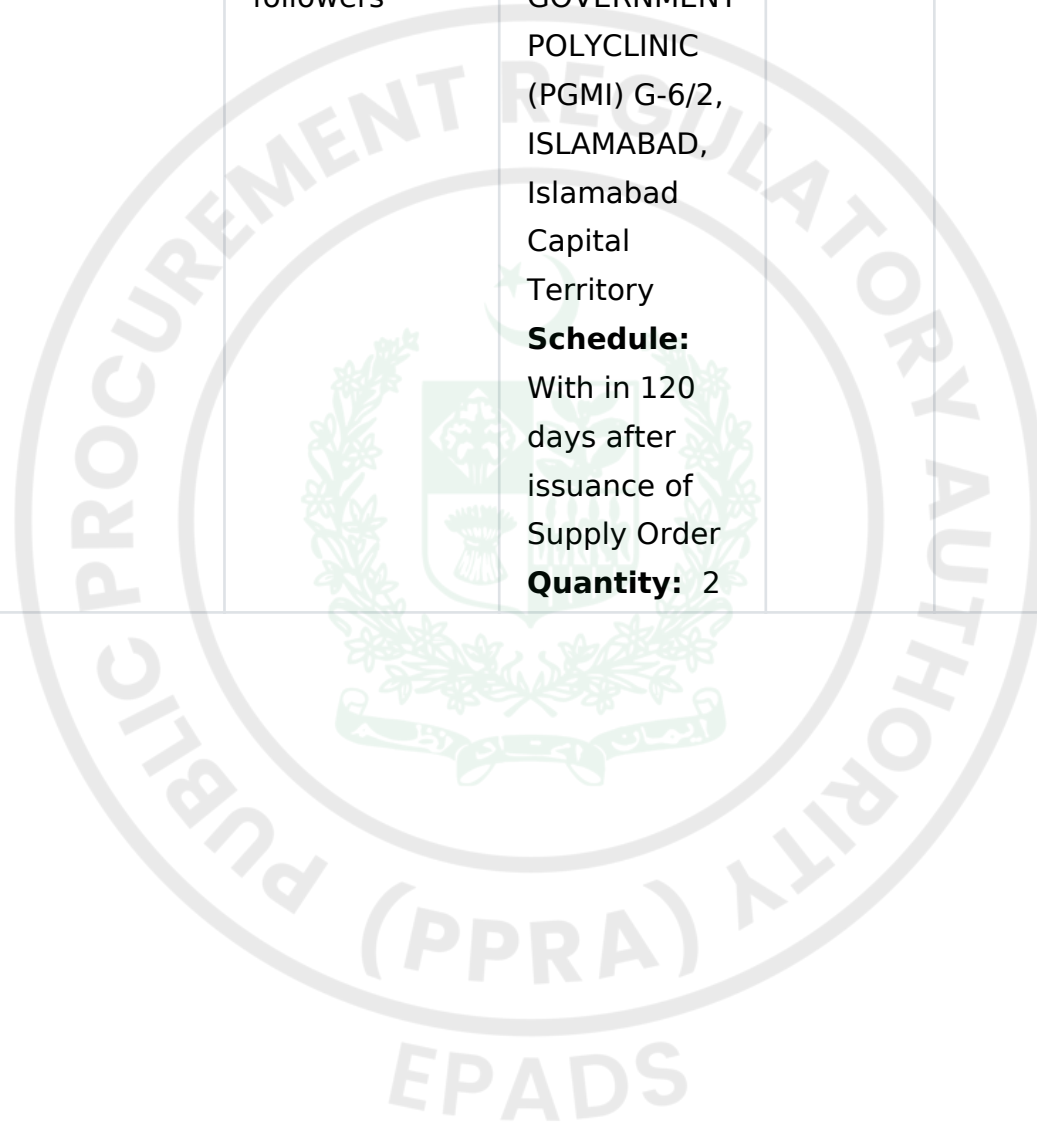 followers
GOVERNMENT
POLYCLINIC
(PGMI) G-6/2,
ISLAMABAD,
Islamabad
Capital
Territory
Schedule:
With in 120
days after
issuance of
Supply Order
Quantity: 2
PUBLIC PROCUREMENT REGULATORY AUTHORITY
(PPRA)
EPADS